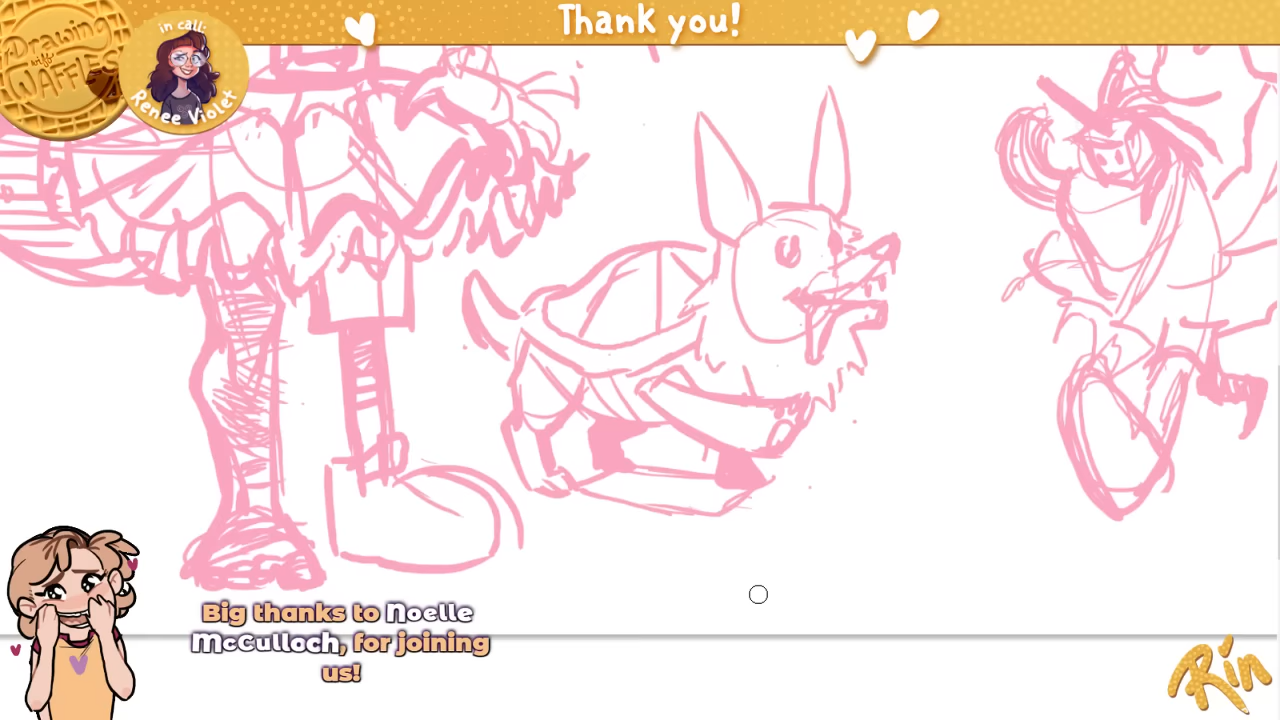 Thank you!
in call:
Renee Violet
Drawing
with
WAFFLES
Big thanks to Noelle
McCulloch, for joining
us!
Rin